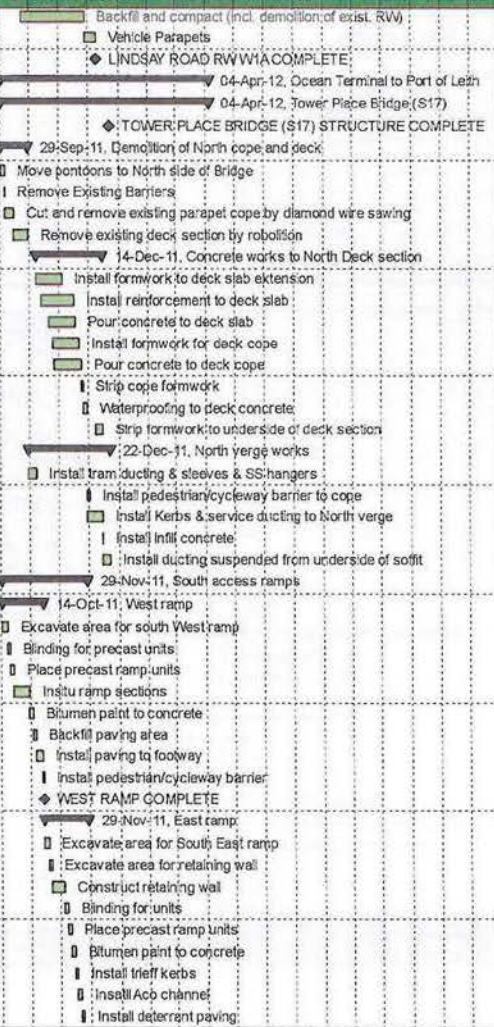 Backfill and compact (incl. demolition of exist. RW)
Vehicle Parapets
LINDSAY ROAD RW W1A COMPLETE
04-Apr-12, Ocean Terminal to Port of Leith
04-Apr-12, Tower Place Bridge (S17)
TOWER PLACE BRIDGE (S17) STRUCTURE COMPLETE
29-Sep-11, Demolition of North cope and deck
Move pontoons to North side of Bridge
Remove Existing Barriers
Cut and remove existing parapet cope by diamond wire sawing
Remove existing deck section by robolition
14-Dec-11, Concrete works to North Deck section
Install formwork to deck slab extension
Install reinforcement to deck slab
Pour concrete to deck slab
Install formwork for deck cope
Pour concrete to deck cope
Strip cope formwork
Waterproofing to deck concrete
Strip formwork to underside of deck section
22-Dec-11, North verge works
Install tram ducting & sleeves & SS hangers
Install pedestrian/cycleway barrier to cope
Install Kerbs & service ducting to North verge
Install Infill concrete
Install ducting suspended from underside of soffit
29-Nov-11, South access ramps
14-Oct-11, West ramp
Excavate area for south West ramp
Blinding for precast units
Place precast ramp units
Insitu ramp sections
Bitumen paint to concrete
Backfill paving area
Install paving to footway
Install pedestrian/cycleway barrier
WEST RAMP COMPLETE
29-Nov-11, East ramp
Excavate area for South East ramp
Excavate area for retaining wall
Construct retaining wall
Blinding for units
Place precast ramp units
Bitumen paint to concrete
Install trieff kerbs
Insatll Aco channel
Install deterrant paving